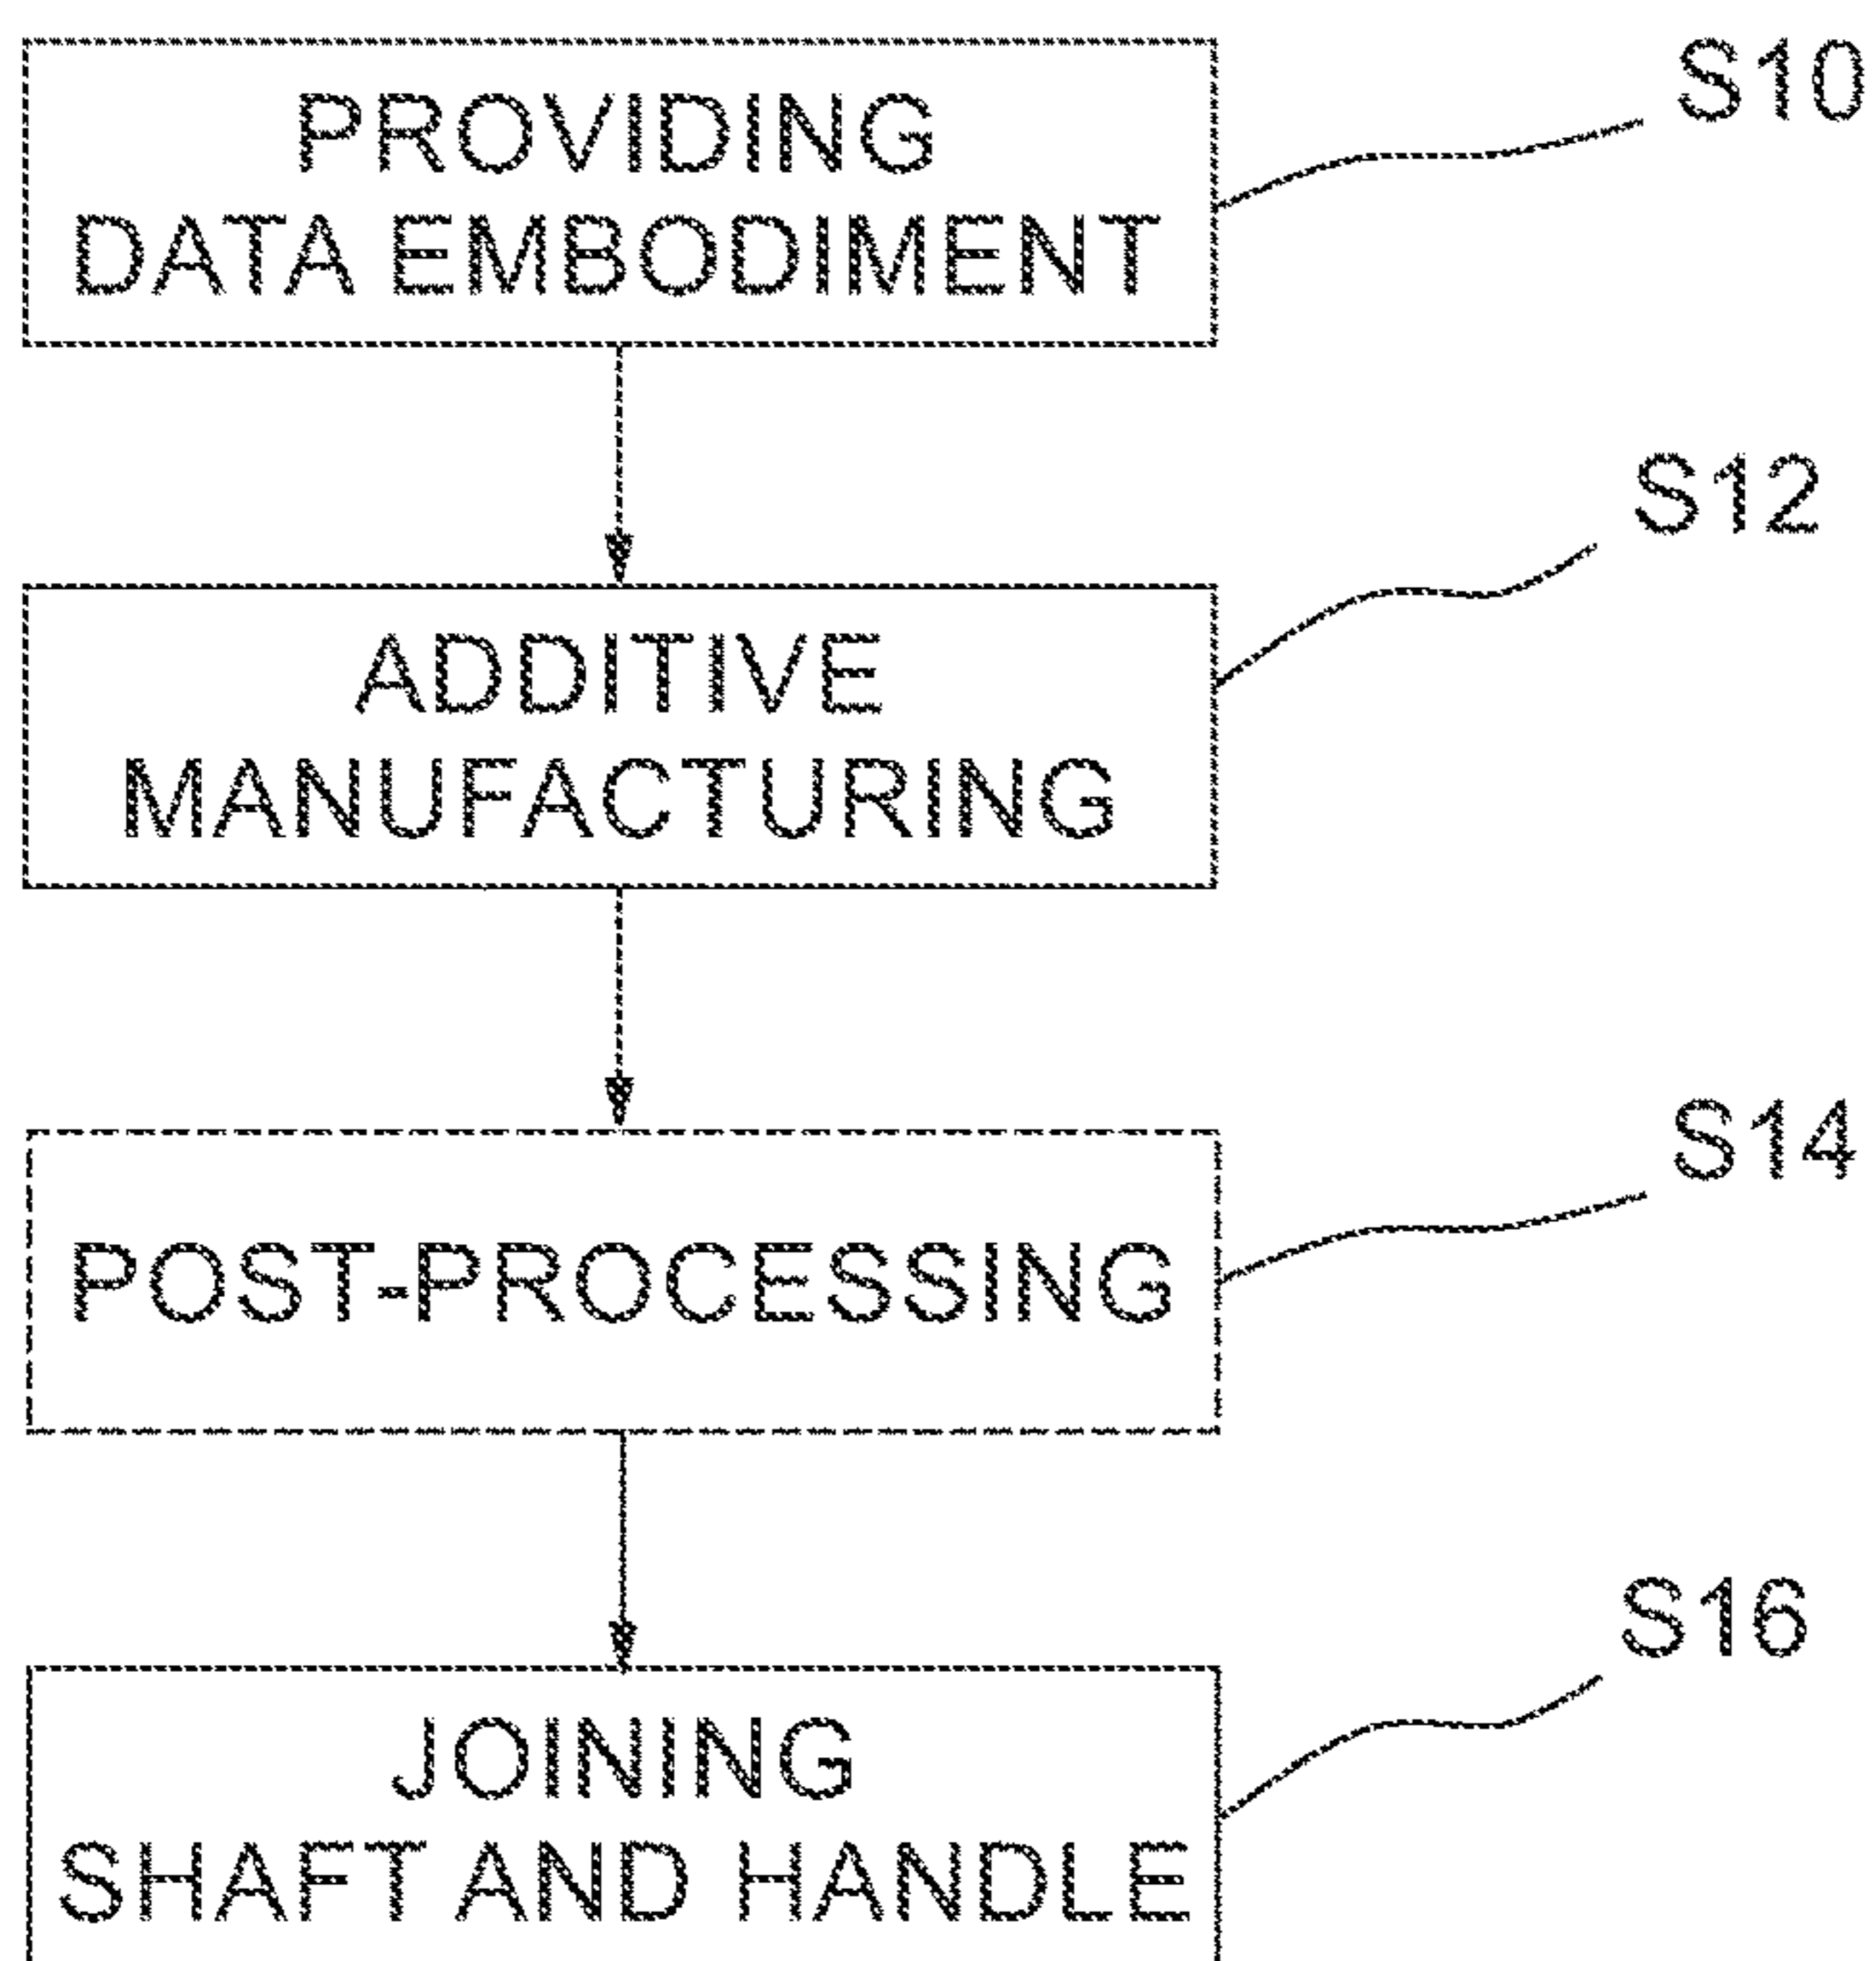 PROVIDING
DATA EMBODIMENT
S10
ADDITIVE
MANUFACTURING
S12
POST-PROCESSING
S14
JOINING
SHAFT AND HANDLE
S16